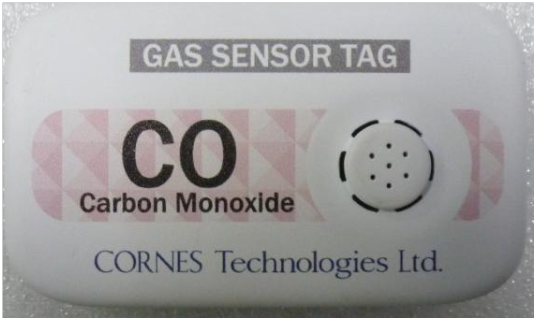 GAS SENSOR TAG
CO
Carbon Monoxide
CORNES Technologies Ltd.